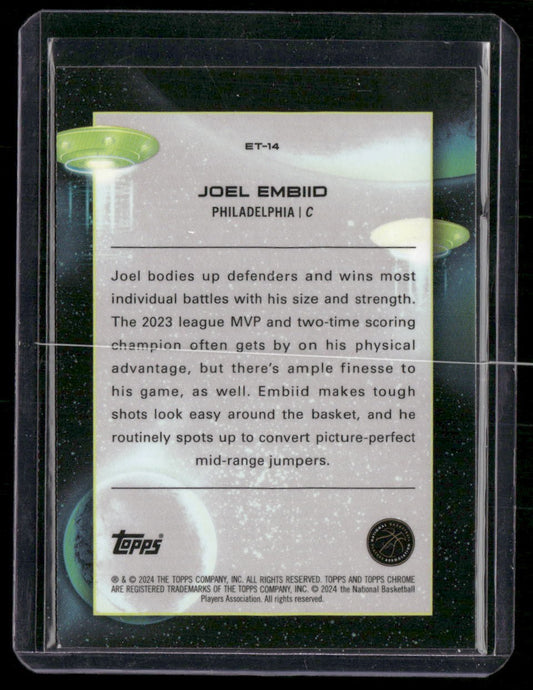 ET-14
JOEL EMBIID
PHILADELPHIA | C
Joel bodies up defenders and wins most
individual battles with his size and strength.
The 2023 league MVP and two-time scoring
champion often gets by on his physical
advantage, but there's ample finesse to
his game, as well. Embiid makes tough
shots look easy around the basket, and he
routinely spots up to convert picture-perfect
mid-range jumpers.
topps
® & © 2024 THE TOPPS COMPANY, INC. ALL RIGHTS RESERVED. TOPPS AND TOPPS CHROME
ARE REGISTERED TRADEMARKS OF THE TOPPS COMPANY, INC. © 2024 the National Basketball
Players Association. All rights reserved.